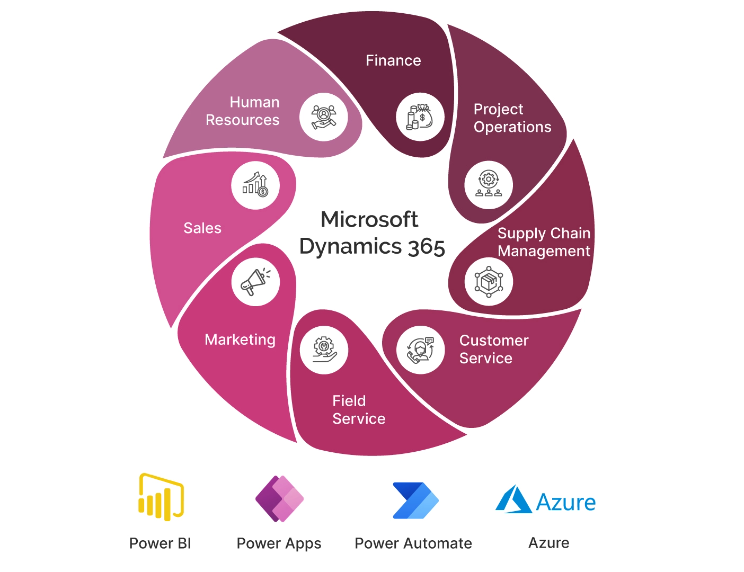 Finance
Human
Resources
Project
Operations
Sales
Microsoft
Dynamics 365
Supply Chain
Management
Marketing
Customer
Service
Field
Service
Azure
Power BI
Power Apps
Power Automate
Azure